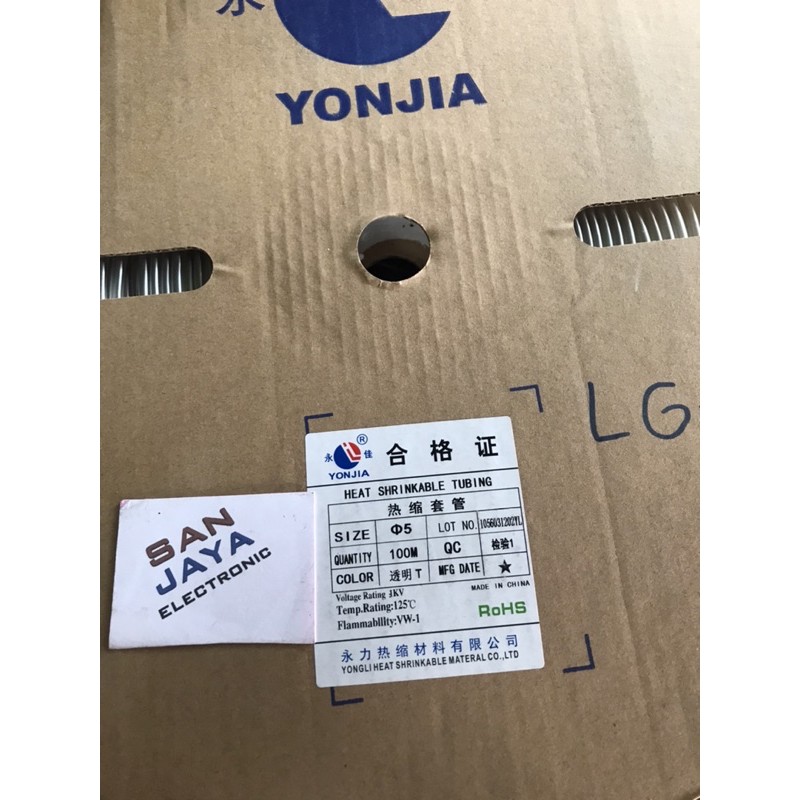 永
YONJIA
LG
永佳 ®
YONJIA
合格证
HEAT SHRINKABLE TUBING
热缩套管
SIZE Φ5 LOT NO. 1056031202YL
QUANTITY 100M QC 检验1
COLOR 透明T MFG DATE ★
Voltage Rating 1KV
MADE IN CHINA
Temp.Rating:125℃
Flammability:VW-1
RoHS
永力热缩材料有限公司
YONGLI HEAT SHRINKABLE MATERAL CO.,LTD
SAN
JAYA
ELECTRONIC